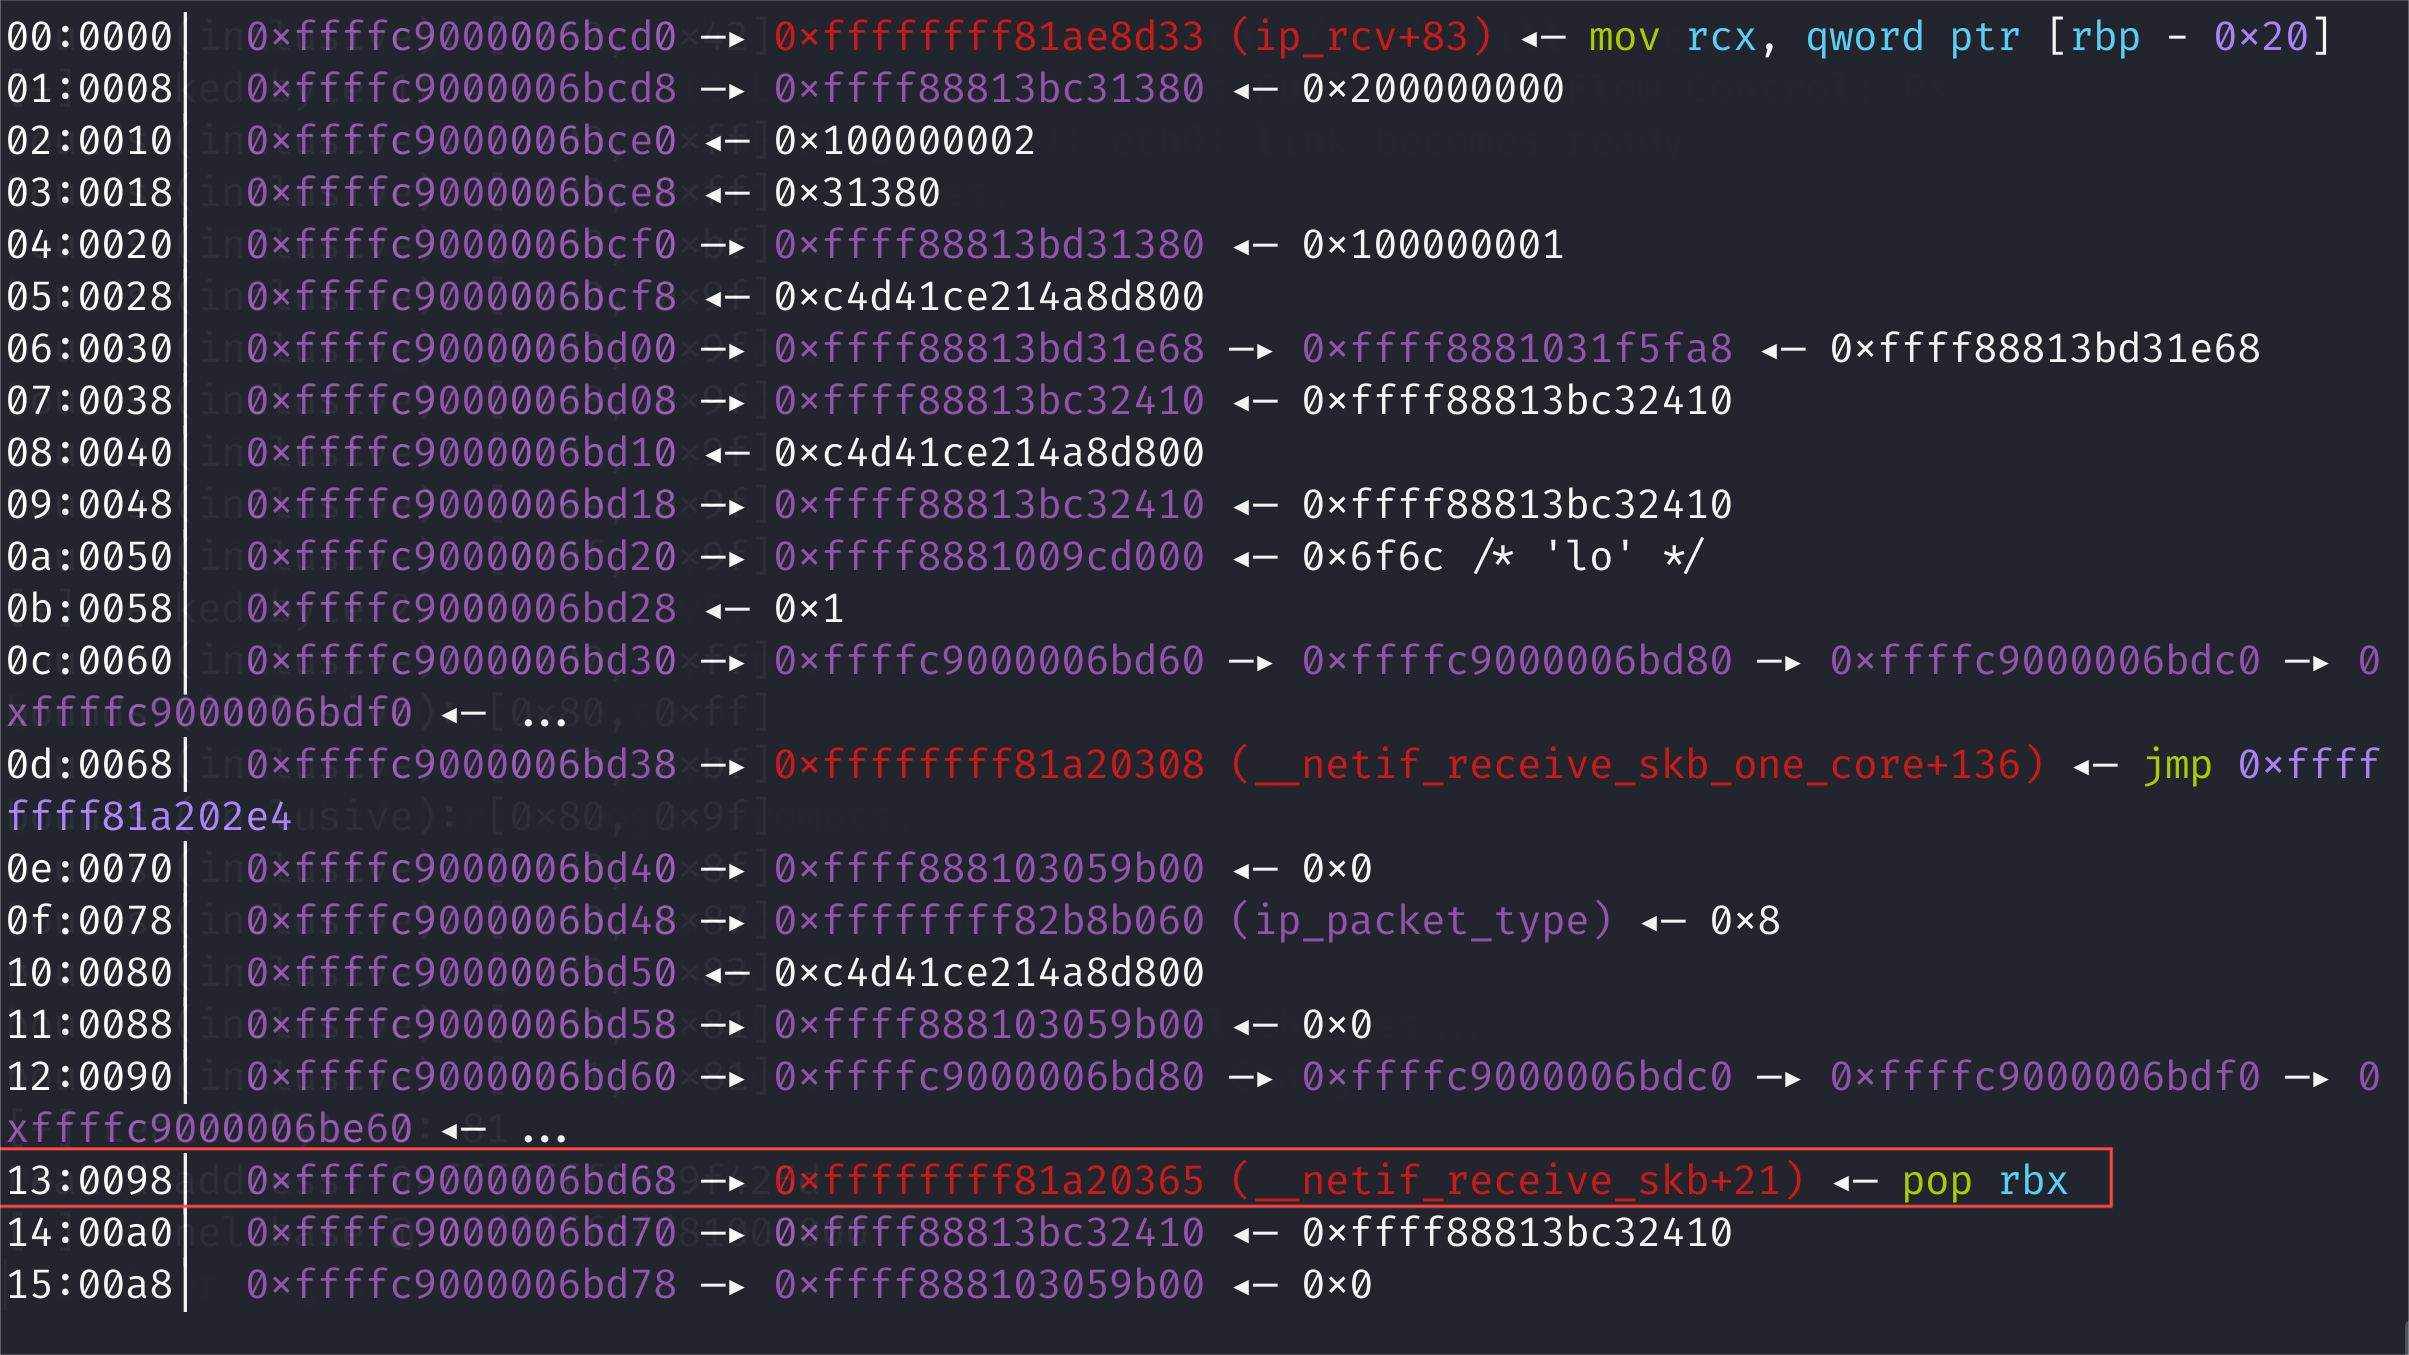 00:0000│  0xffffc9000006bcd0 —▸ 0xffffffff81ae8d33 (ip_rcv+83) ◂— mov rcx, qword ptr [rbp - 0x20]
01:0008│  0xffffc9000006bcd8 —▸ 0xffff88813bc31380 ◂— 0x200000000
02:0010│  0xffffc9000006bce0 ◂— 0x100000002
03:0018│  0xffffc9000006bce8 ◂— 0x31380
04:0020│  0xffffc9000006bcf0 —▸ 0xffff88813bd31380 ◂— 0x100000001
05:0028│  0xffffc9000006bcf8 ◂— 0xc4d41ce214a8d800
06:0030│  0xffffc9000006bd00 —▸ 0xffff88813bd31e68 —▸ 0xffff8881031f5fa8 ◂— 0xffff88813bd31e68
07:0038│  0xffffc9000006bd08 —▸ 0xffff88813bc32410 ◂— 0xffff88813bc32410
08:0040│  0xffffc9000006bd10 ◂— 0xc4d41ce214a8d800
09:0048│  0xffffc9000006bd18 —▸ 0xffff88813bc32410 ◂— 0xffff88813bc32410
0a:0050│  0xffffc9000006bd20 —▸ 0xffff8881009cd000 ◂— 0x6f6c /* 'lo' */
0b:0058│  0xffffc9000006bd28 ◂— 0x1
0c:0060│  0xffffc9000006bd30 —▸ 0xffffc9000006bd60 —▸ 0xffffc9000006bd80 —▸ 0xffffc9000006bdc0 —▸ 0
xffffc9000006bdf0 ◂— ...
0d:0068│  0xffffc9000006bd38 —▸ 0xffffffff81a20308 (__netif_receive_skb_one_core+136) ◂— jmp 0xffff
ffff81a202e4
0e:0070│  0xffffc9000006bd40 —▸ 0xffff888103059b00 ◂— 0x0
0f:0078│  0xffffc9000006bd48 —▸ 0xffffffff82b8b060 (ip_packet_type) ◂— 0x8
10:0080│  0xffffc9000006bd50 ◂— 0xc4d41ce214a8d800
11:0088│  0xffffc9000006bd58 —▸ 0xffff888103059b00 ◂— 0x0
12:0090│  0xffffc9000006bd60 —▸ 0xffffc9000006bd80 —▸ 0xffffc9000006bdc0 —▸ 0xffffc9000006bdf0 —▸ 0
xffffc9000006be60 ◂— ...
13:0098│  0xffffc9000006bd68 —▸ 0xffffffff81a20365 (__netif_receive_skb+21) ◂— pop rbx
14:00a0│  0xffffc9000006bd70 —▸ 0xffff88813bc32410 ◂— 0xffff88813bc32410
15:00a8│  0xffffc9000006bd78 —▸ 0xffff888103059b00 ◂— 0x0